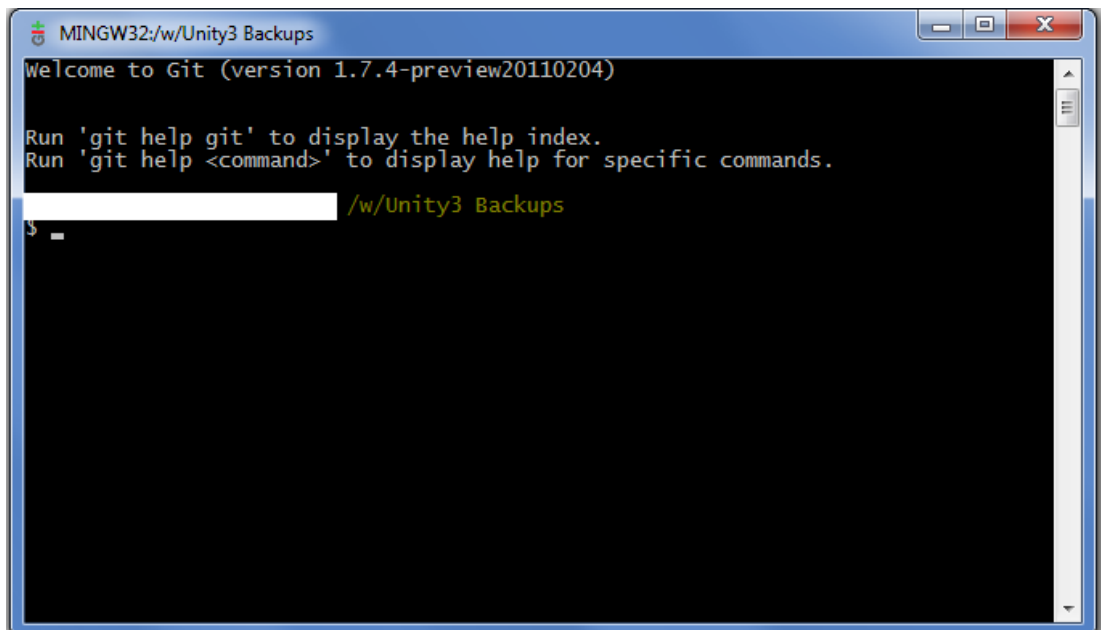 MINGW32:/w/Unity3 Backups
Welcome to Git (version 1.7.4-preview20110204)
Run 'git help git' to display the help index.
Run 'git help <command>' to display help for specific commands.
/w/Unity3 Backups
$